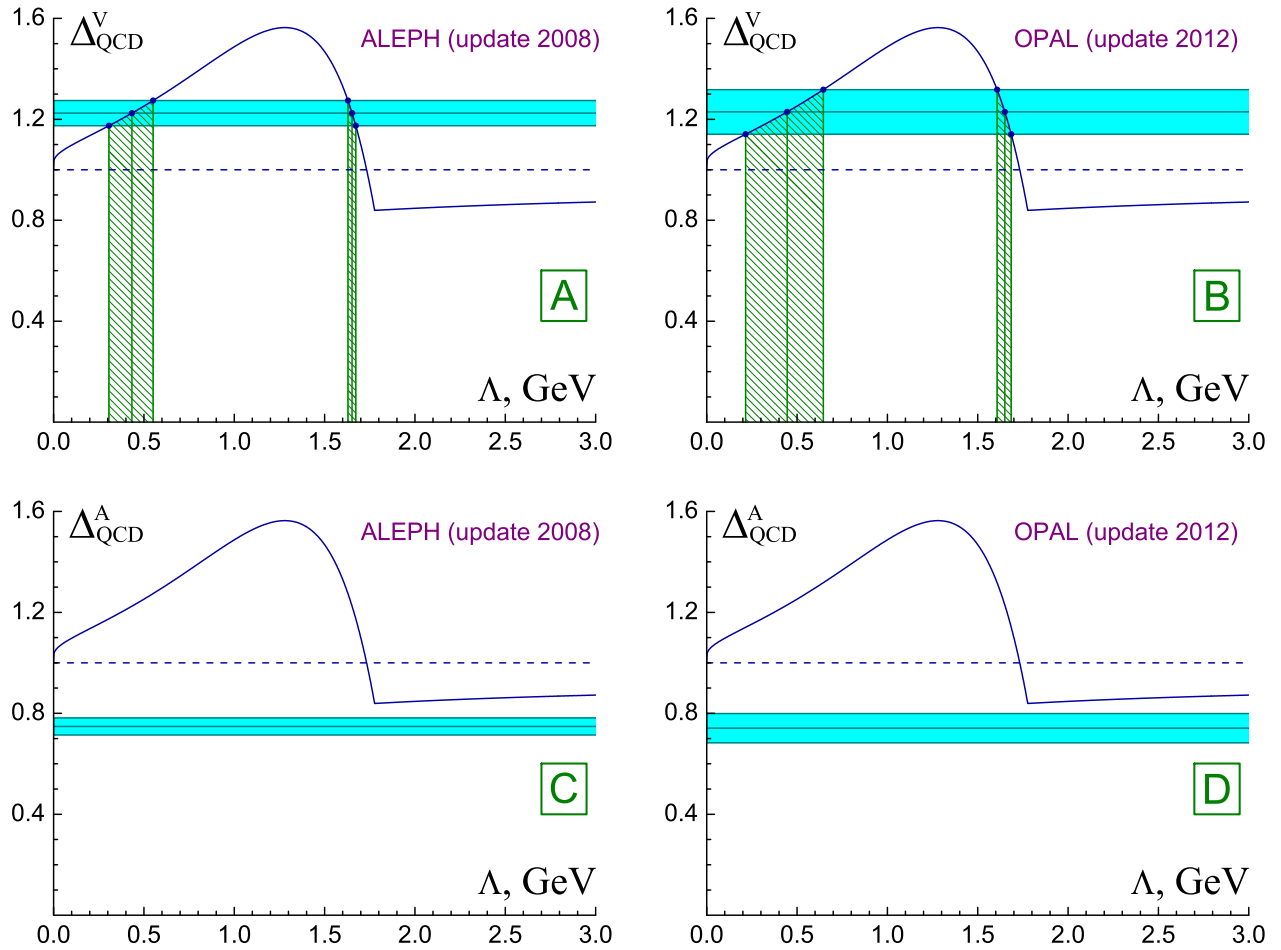 1.6 Δ^V_QCD ALEPH (update 2008)
1.2
0.8
0.4
A
Λ, GeV
0.0 0.5 1.0 1.5 2.0 2.5 3.0
1.6 Δ^V_QCD OPAL (update 2012)
1.2
0.8
0.4
B
Λ, GeV
0.0 0.5 1.0 1.5 2.0 2.5 3.0
1.6 Δ^A_QCD ALEPH (update 2008)
1.2
0.8
0.4
C
Λ, GeV
0.0 0.5 1.0 1.5 2.0 2.5 3.0
1.6 Δ^A_QCD OPAL (update 2012)
1.2
0.8
0.4
D
Λ, GeV
0.0 0.5 1.0 1.5 2.0 2.5 3.0